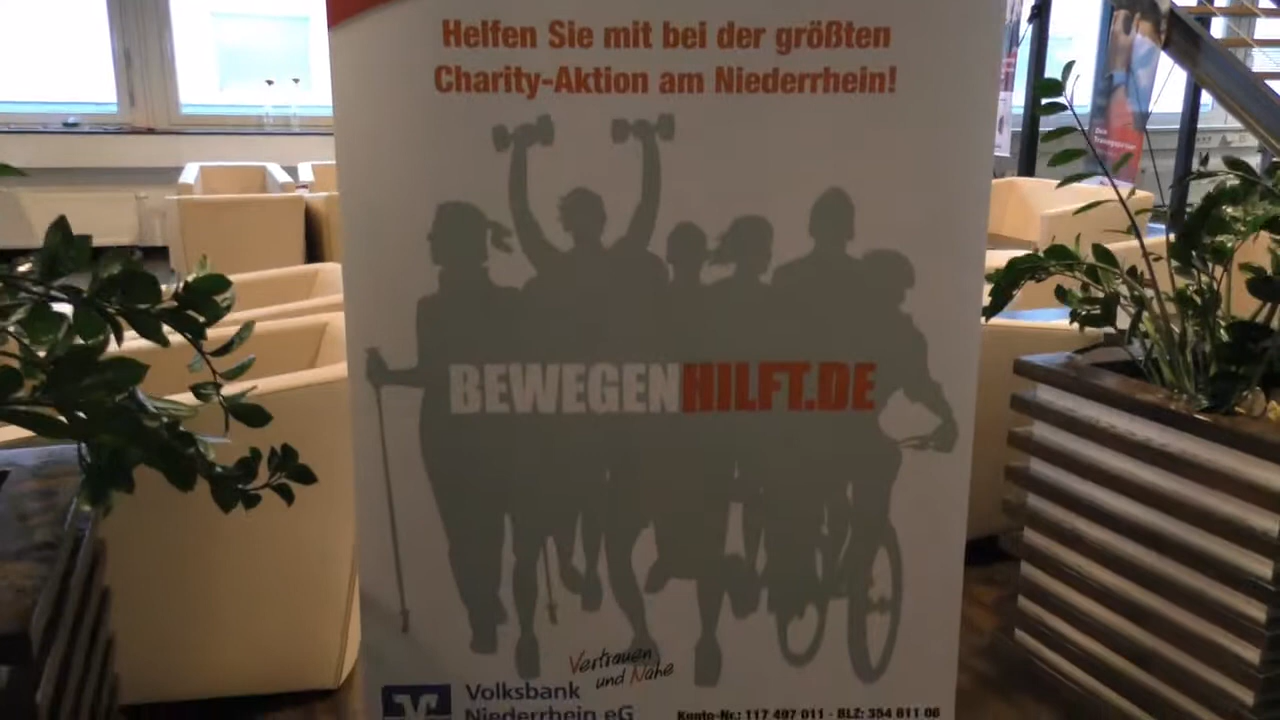 Helfen Sie mit bei der größten
Charity-Aktion am Niederrhein!
BEWEGENHILFT.DE
Vertrauen
und Nähe
Volksbank
Niederrhein eG
Konto-Nr.: 117 497 011 - BLZ: 354 611 06